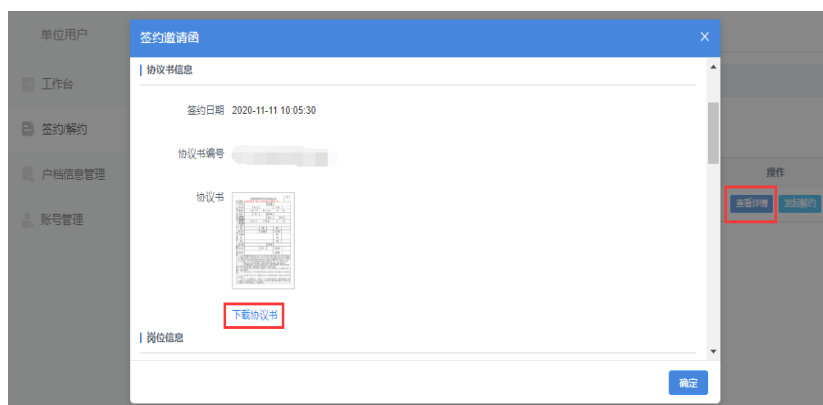 单位用户
签约邀请函
协议书信息
工作台
签约日期 2020-11-11 10:05:30
签约/解约
协议书编号
户档信息管理
操作
协议书
查看详情 发起解约
账号管理
下载协议书
岗位信息
确定